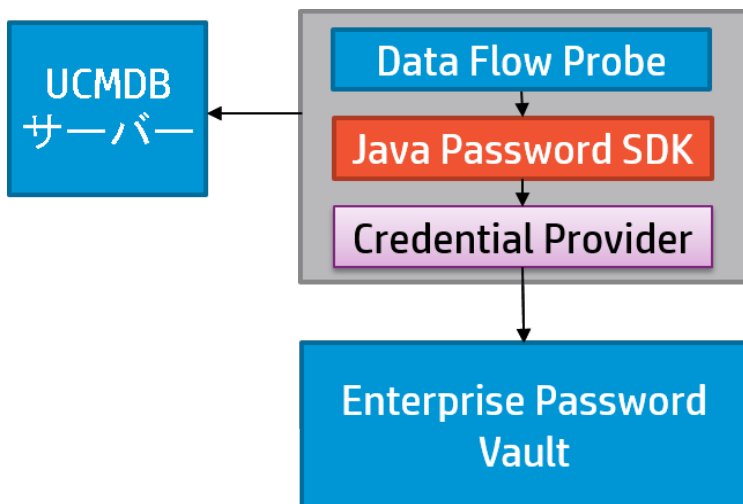 UCMDB
サーバー
Data Flow Probe
Java Password SDK
Credential Provider
Enterprise Password
Vault